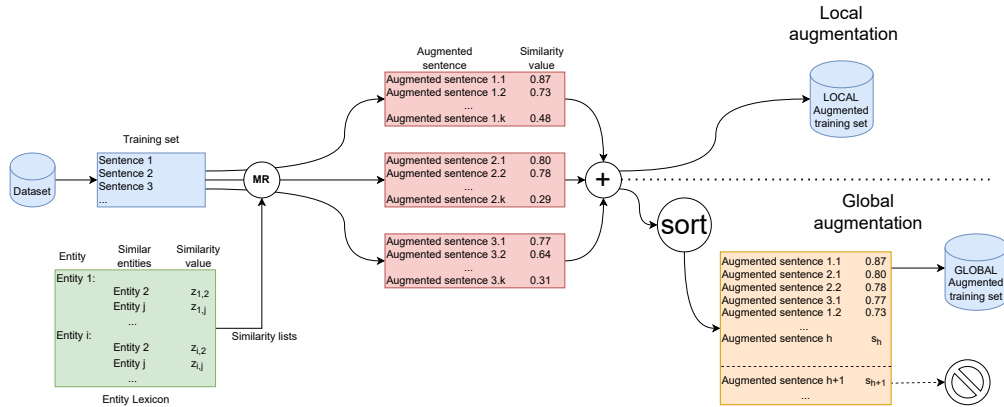 Local
augmentation
Augmented
sentence
Similarity
value
Augmented sentence 1.1 0.87
Augmented sentence 1.2 0.73
...
Augmented sentence 1.k 0.48
LOCAL
Augmented
training set
Training set
Sentence 1
Sentence 2
Sentence 3
...
Dataset
MR
Augmented sentence 2.1 0.80
Augmented sentence 2.2 0.78
...
Augmented sentence 2.k 0.29
+
Global
augmentation
sort
Augmented sentence 3.1 0.77
Augmented sentence 3.2 0.64
...
Augmented sentence 3.k 0.31
Entity
Similar
entities
Similarity
value
Entity 1:
Entity 2 z1,2
Entity j z1,j
...
Entity i:
Entity 2 zi,2
Entity j zi,j
...
Entity Lexicon
Similarity lists
Augmented sentence 1.1 0.87
Augmented sentence 2.1 0.80
Augmented sentence 2.2 0.78
Augmented sentence 3.1 0.77
Augmented sentence 1.2 0.73
...
Augmented sentence h sh
Augmented sentence h+1 sh+1
...
GLOBAL
Augmented
training set